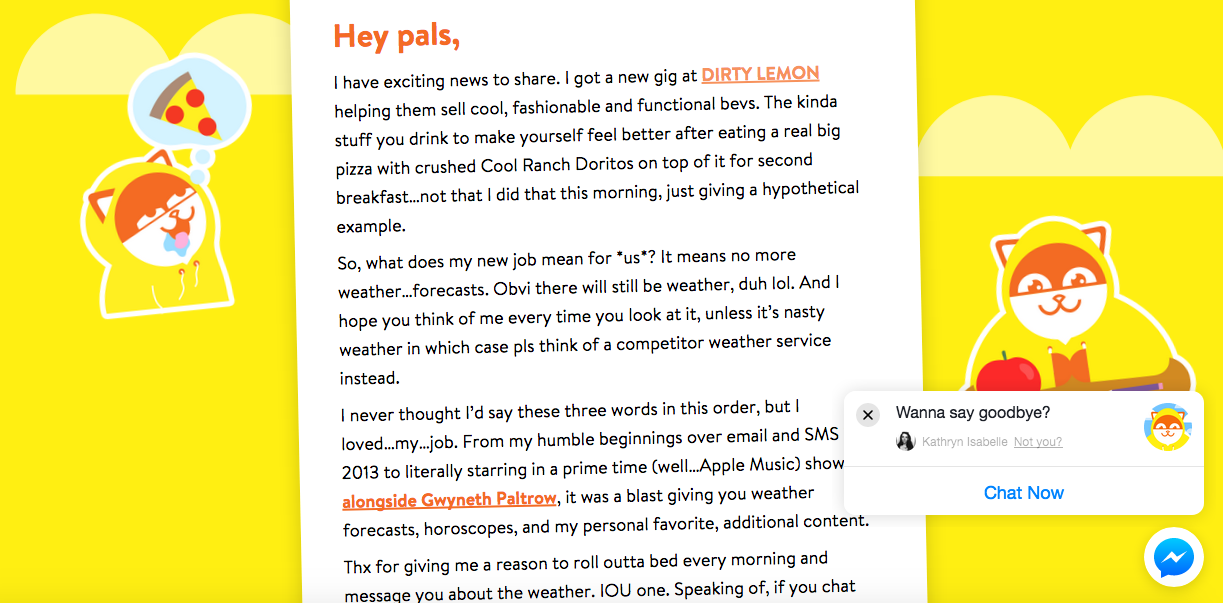 Hey pals,
I have exciting news to share. I got a new gig at DIRTY LEMON
helping them sell cool, fashionable and functional bevs. The kinda
stuff you drink to make yourself feel better after eating a real big
pizza with crushed Cool Ranch Doritos on top of it for second
breakfast...not that I did that this morning, just giving a hypothetical
example.
So, what does my new job mean for *us*? It means no more
weather...forecasts. Obvi there will still be weather, duh lol. And I
hope you think of me every time you look at it, unless it’s nasty
weather in which case pls think of a competitor weather service
instead.
I never thought I’d say these three words in this order, but I
loved...my...job. From my humble beginnings over email and SMS
2013 to literally starring in a prime time (well...Apple Music) show
alongside Gwyneth Paltrow, it was a blast giving you weather
forecasts, horoscopes, and my personal favorite, additional content.
Thx for giving me a reason to roll outta bed every morning and
message you about the weather. IOU one. Speaking of, if you chat
Wanna say goodbye?
Kathryn Isabelle Not you?
Chat Now